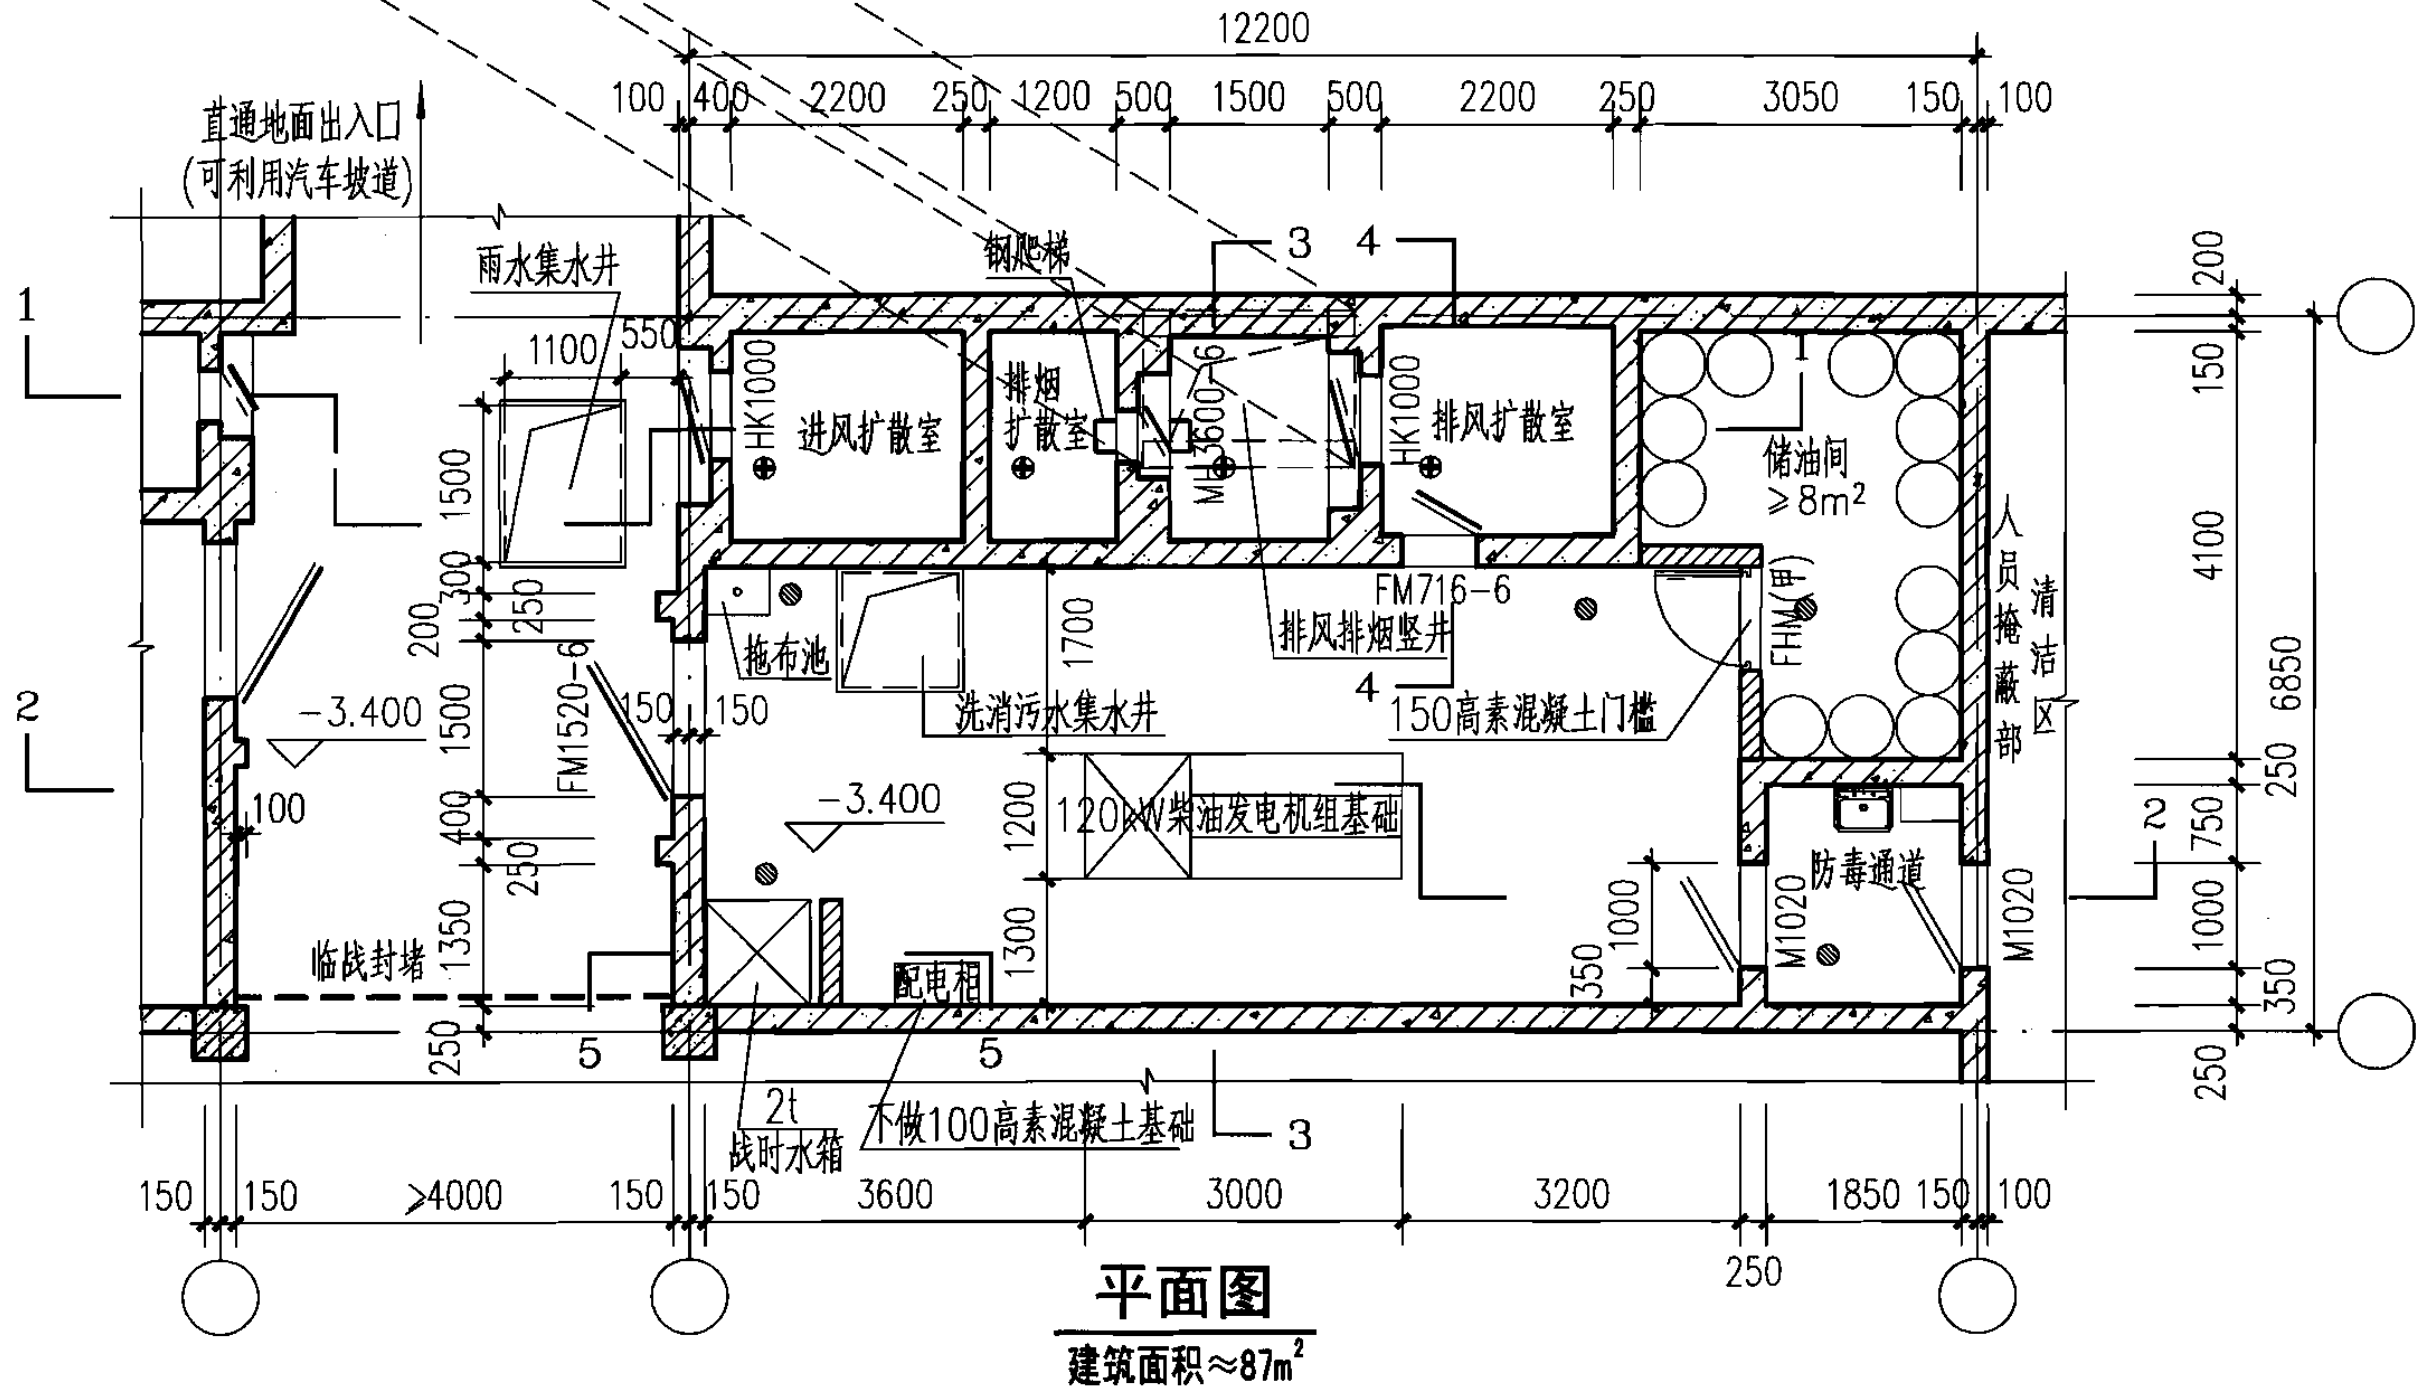 12200
100 400 2200 250 1200 500 1500 500 2200 250 3050 150 100
直通地面出入口
(可利用汽车坡道)
雨水集水井
钢爬梯
3
4
1
1100
550
HK1000
进风扩散室
排烟
扩散室
HK1000
排风扩散室
储油间
≥8m²
200
150
4100
6850
250
750
1000
350
250
人员掩蔽部
清洁区
1500
300
250
200
1500
400
250
1350
250
FM1520-6
150
150
拖布池
洗消污水集水井
1700
1200
1300
FM716-6
排风排烟竖井
4
150高素混凝土门槛
FHM(甲)
2
-3.400
100
-3.400
120kW柴油发电机组基础
2
防毒通道
M1020
M1020
1000
350
临战封堵
配电柜
5
5
2t
战时水箱
下做100高素混凝土基础
3
150 150 ≥4000 150 150 3600 3000 3200 250 1850 150 100
平面图
建筑面积≈87m²